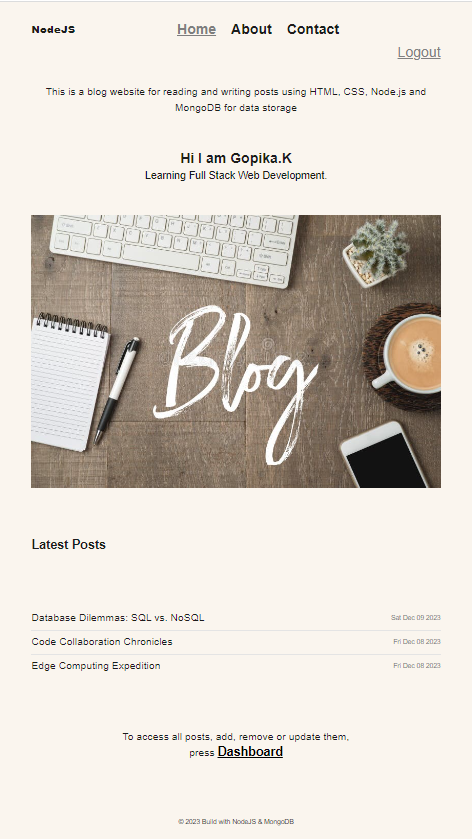 NodeJS
Home About Contact
Logout
This is a blog website for reading and writing posts using HTML, CSS, Node.js and
MongoDB for data storage
Hi I am Gopika.K
Learning Full Stack Web Development.
Blog
Latest Posts
Database Dilemmas: SQL vs. NoSQL Sat Dec 09 2023
Code Collaboration Chronicles Fri Dec 08 2023
Edge Computing Expedition Fri Dec 08 2023
To access all posts, add, remove or update them,
press Dashboard
© 2023 Build with NodeJS & MongoDB